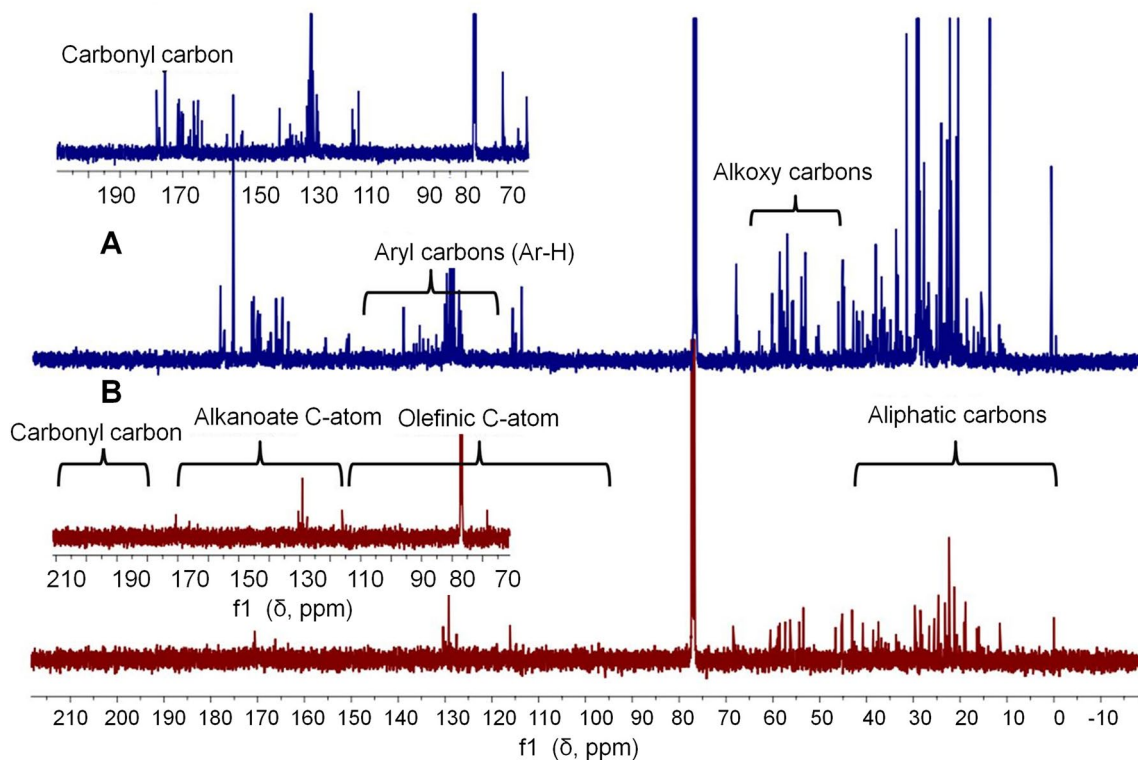 Carbonyl carbon
190 170 150 130 110 90 80 70 60
A
Alkoxy carbons
Aryl carbons (Ar-H)
B
Carbonyl carbon
Alkanoate C-atom
Olefinic C-atom
Aliphatic carbons
210 190 170 150 130 110 90 80 70
f1 (δ, ppm)
210 200 190 180 170 160 150 140 130 120 110 100 90 80 70 60 50 40 30 20 10 0 -10
f1 (δ, ppm)